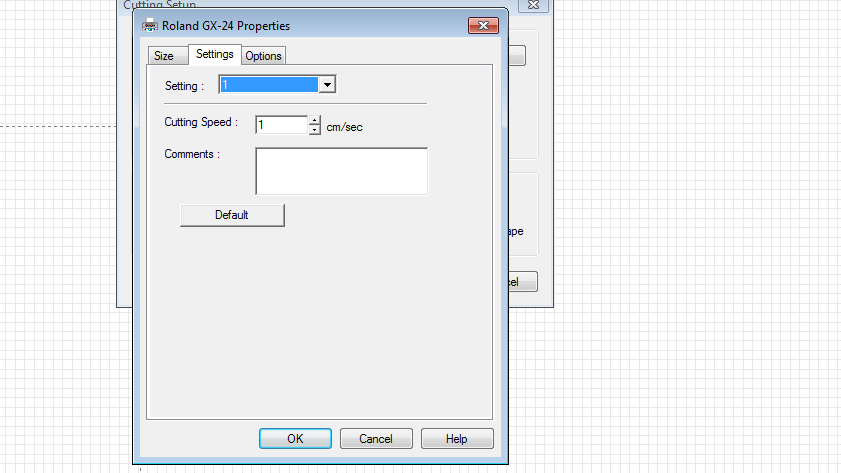 Cutting Setup
Roland GX-24 Properties
Size Settings Options
Setting : 1
Cutting Speed : 1 cm/sec
Comments :
Default
ape
cel
OK Cancel Help